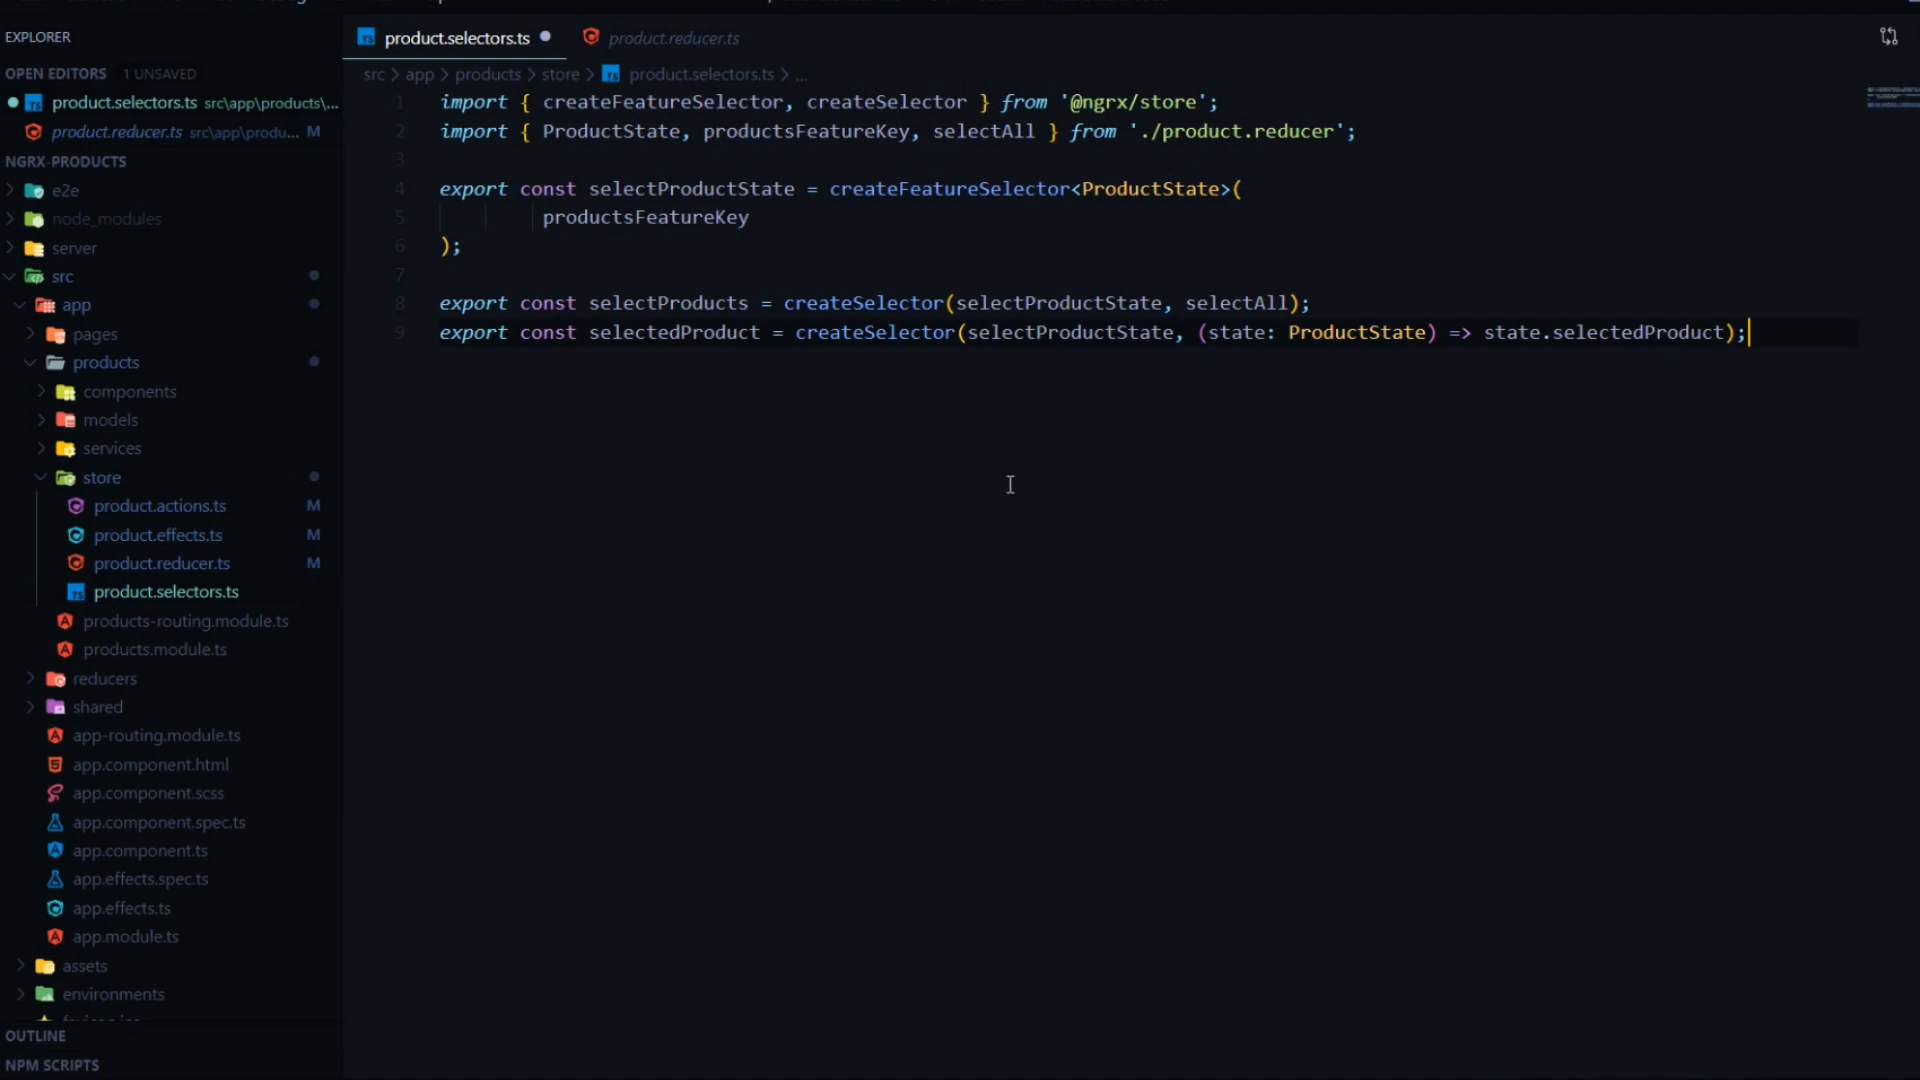 EXPLORER
OPEN EDITORS 1 UNSAVED
product.selectors.ts src\app\products\...
product.reducer.ts src\app\produ... M
NGRX-PRODUCTS
e2e
node_modules
server
src
app
pages
products
components
models
services
store
product.actions.ts M
product.effects.ts M
product.reducer.ts M
product.selectors.ts
products-routing.module.ts
products.module.ts
reducers
shared
app-routing.module.ts
app.component.html
app.component.scss
app.component.spec.ts
app.component.ts
app.effects.spec.ts
app.effects.ts
app.module.ts
assets
environments
OUTLINE
NPM SCRIPTS
product.selectors.ts product.reducer.ts
src > app > products > store > product.selectors.ts > ...
1 import { createFeatureSelector, createSelector } from '@ngrx/store';
2 import { ProductState, productsFeatureKey, selectAll } from './product.reducer';
3
4 export const selectProductState = createFeatureSelector<ProductState>(
5 productsFeatureKey
6 );
7
8 export const selectProducts = createSelector(selectProductState, selectAll);
9 export const selectedProduct = createSelector(selectProductState, (state: ProductState) => state.selectedProduct);